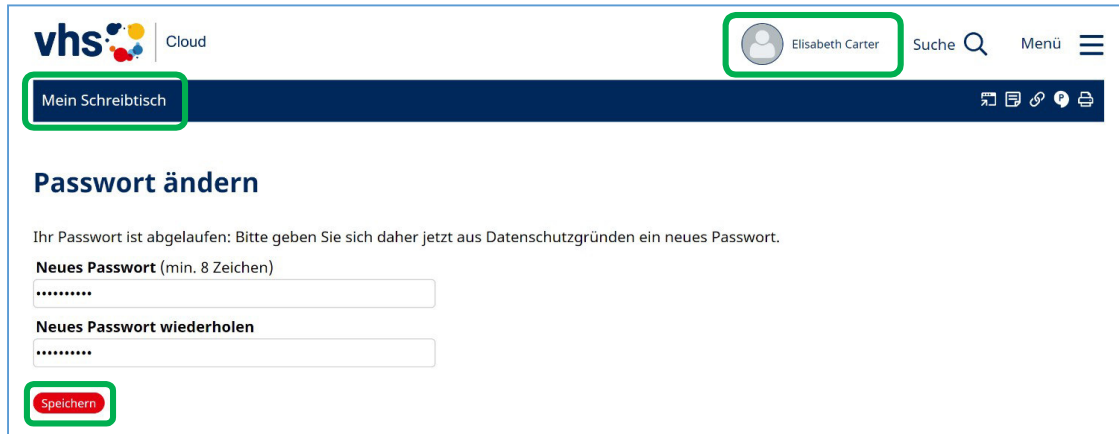 vhs Cloud Elisabeth Carter Suche Menü
Mein Schreibtisch
Passwort ändern
Ihr Passwort ist abgelaufen: Bitte geben Sie sich daher jetzt aus Datenschutzgründen ein neues Passwort.
Neues Passwort (min. 8 Zeichen)
••••••••••
Neues Passwort wiederholen
••••••••••
Speichern